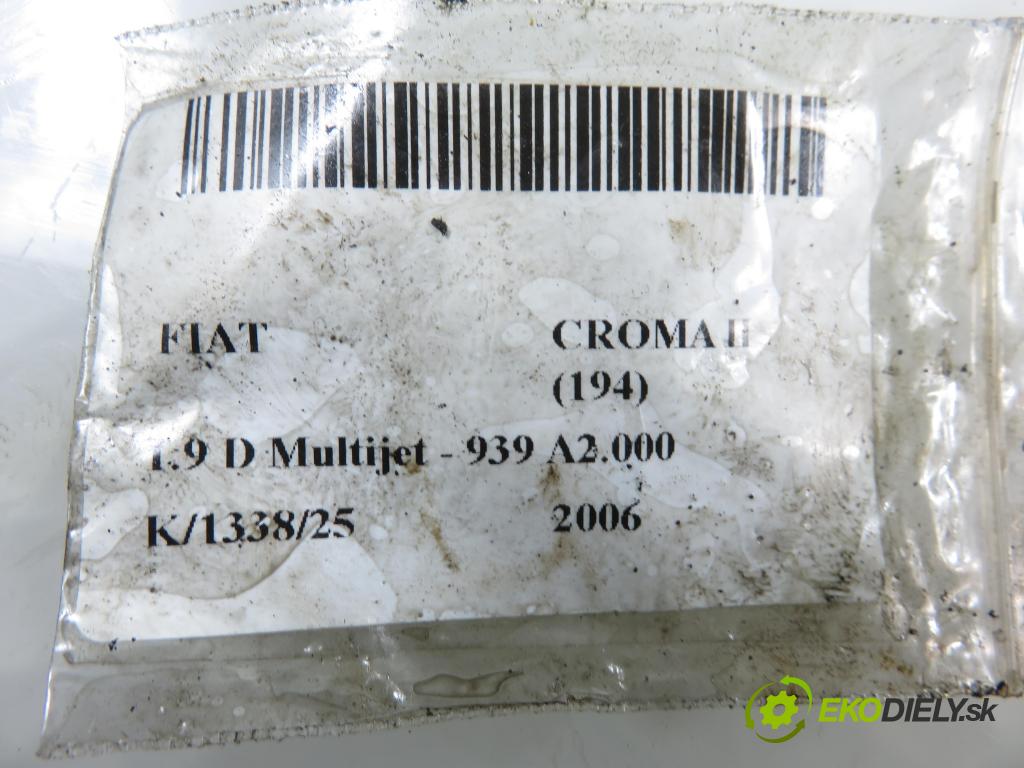 FIAT CROMA II
(194)
1.9 D Multijet - 939 A2.000
K/1338/25 2006
EKODIELY.sk